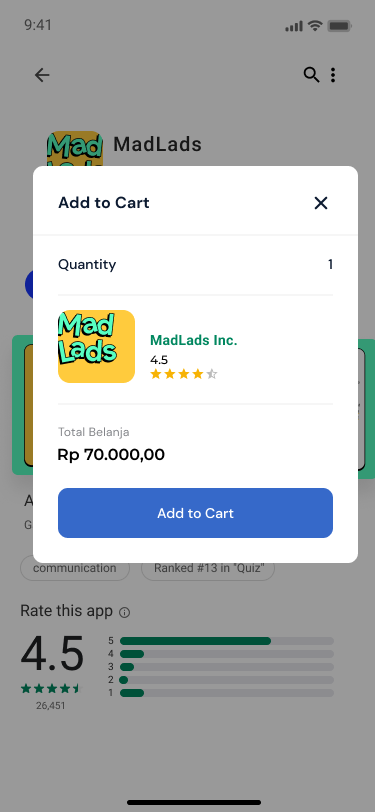 9:41
MadLads
Mad
Lads
Add to Cart
Quantity
1
Mad
Lads
MadLads Inc.
4.5
Total Belanja
Rp 70.000,00
Add to Cart
A
G
communication
Ranked #13 in "Quiz"
Rate this app
4.5
26,451
5
4
3
2
1